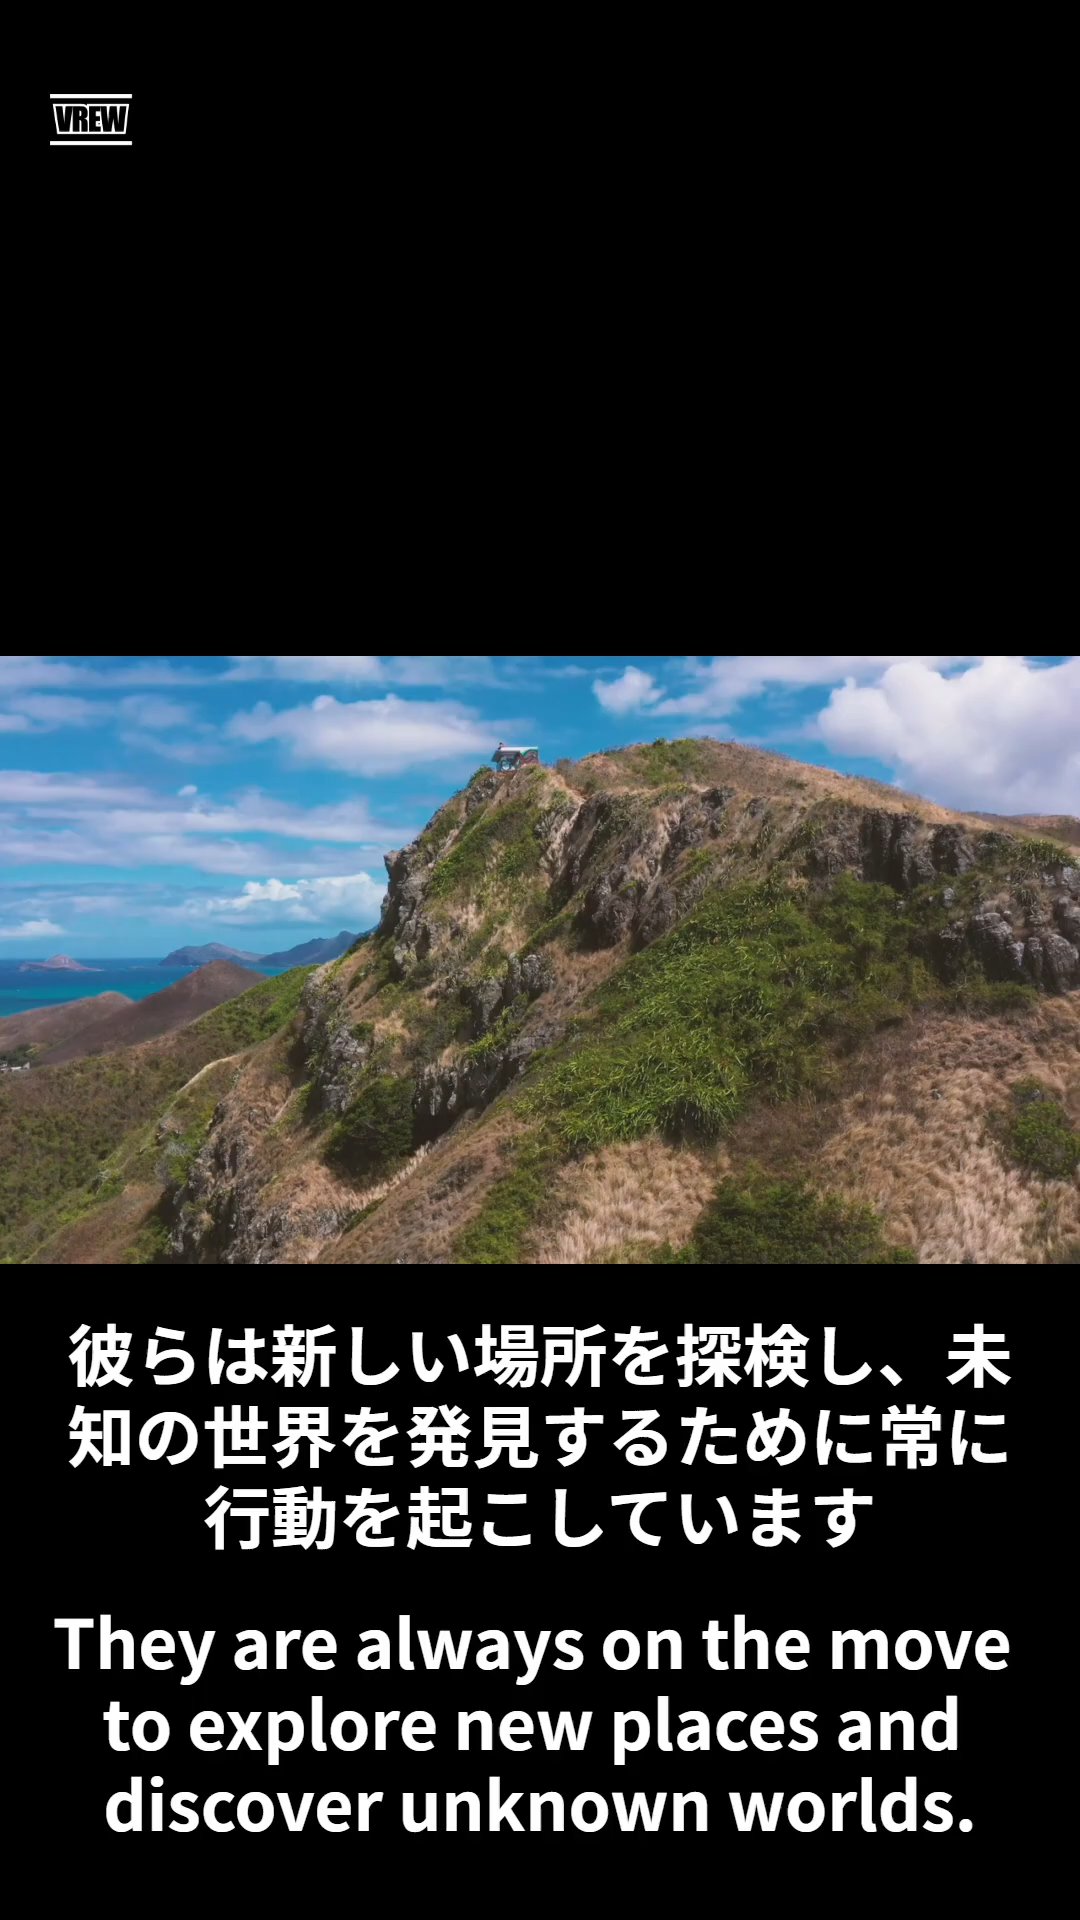 VREW
彼らは新しい場所を探検し、未
知の世界を発見するために常に
行動を起こしています
They are always on the move
to explore new places and
discover unknown worlds.